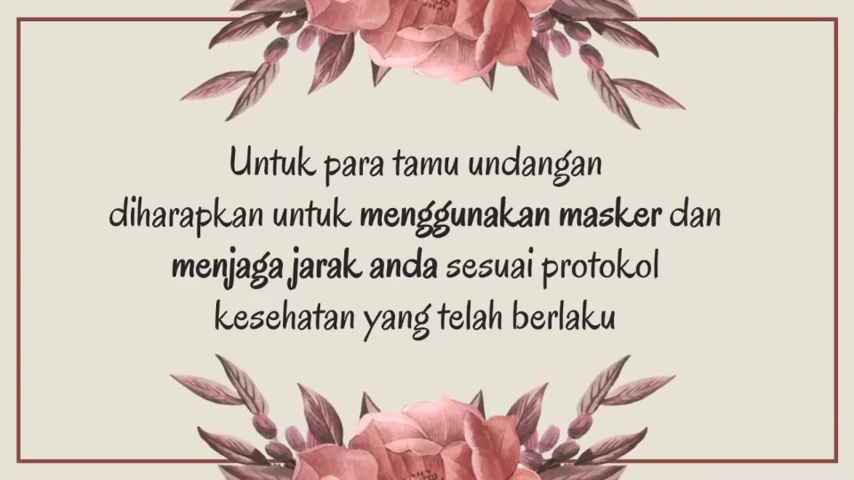 Untuk para tamu undangan
diharapkan untuk menggunakan masker dan
menjaga jarak anda sesuai protokol
kesehatan yang telah berlaku